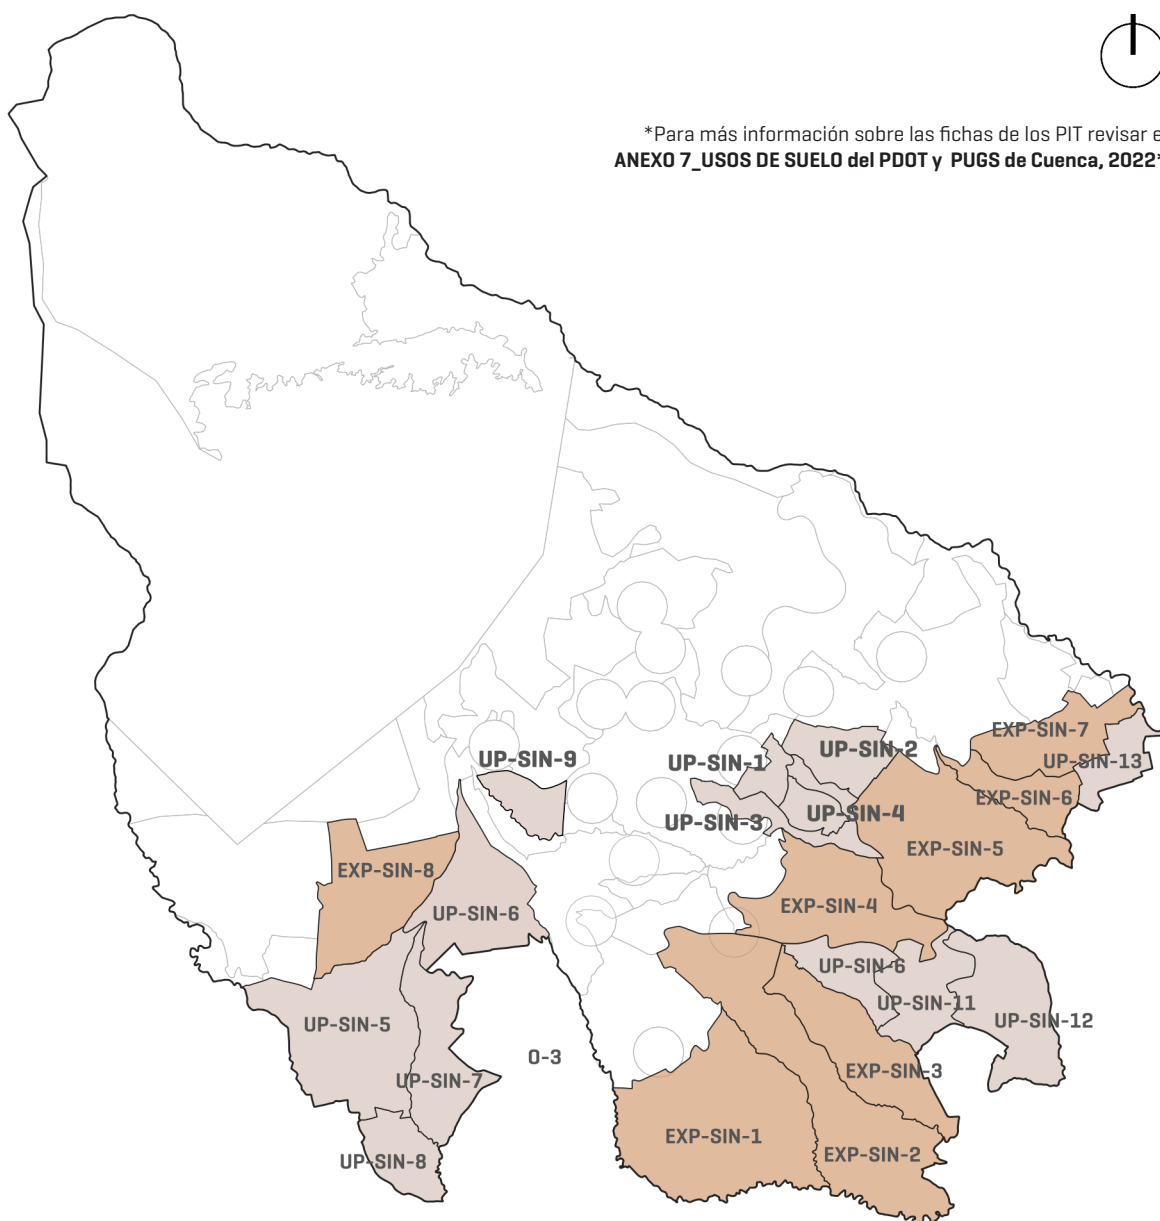 *Para más información sobre las fichas de los PIT revisar e
ANEXO 7_USOS DE SUELO del PDOT y PUGS de Cuenca, 2022*
EXP-SIN-7
UP-SIN-2
UP-SIN-9
UP-SIN-1
UP-SIN-13
EXP-SIN-6
UP-SIN-4
UP-SIN-3
EXP-SIN-5
EXP-SIN-8
EXP-SIN-4
UP-SIN-6
UP-SIN-6
UP-SIN-11
UP-SIN-12
UP-SIN-5
O-3
EXP-SIN-3
UP-SIN-7
EXP-SIN-1
EXP-SIN-2
UP-SIN-8